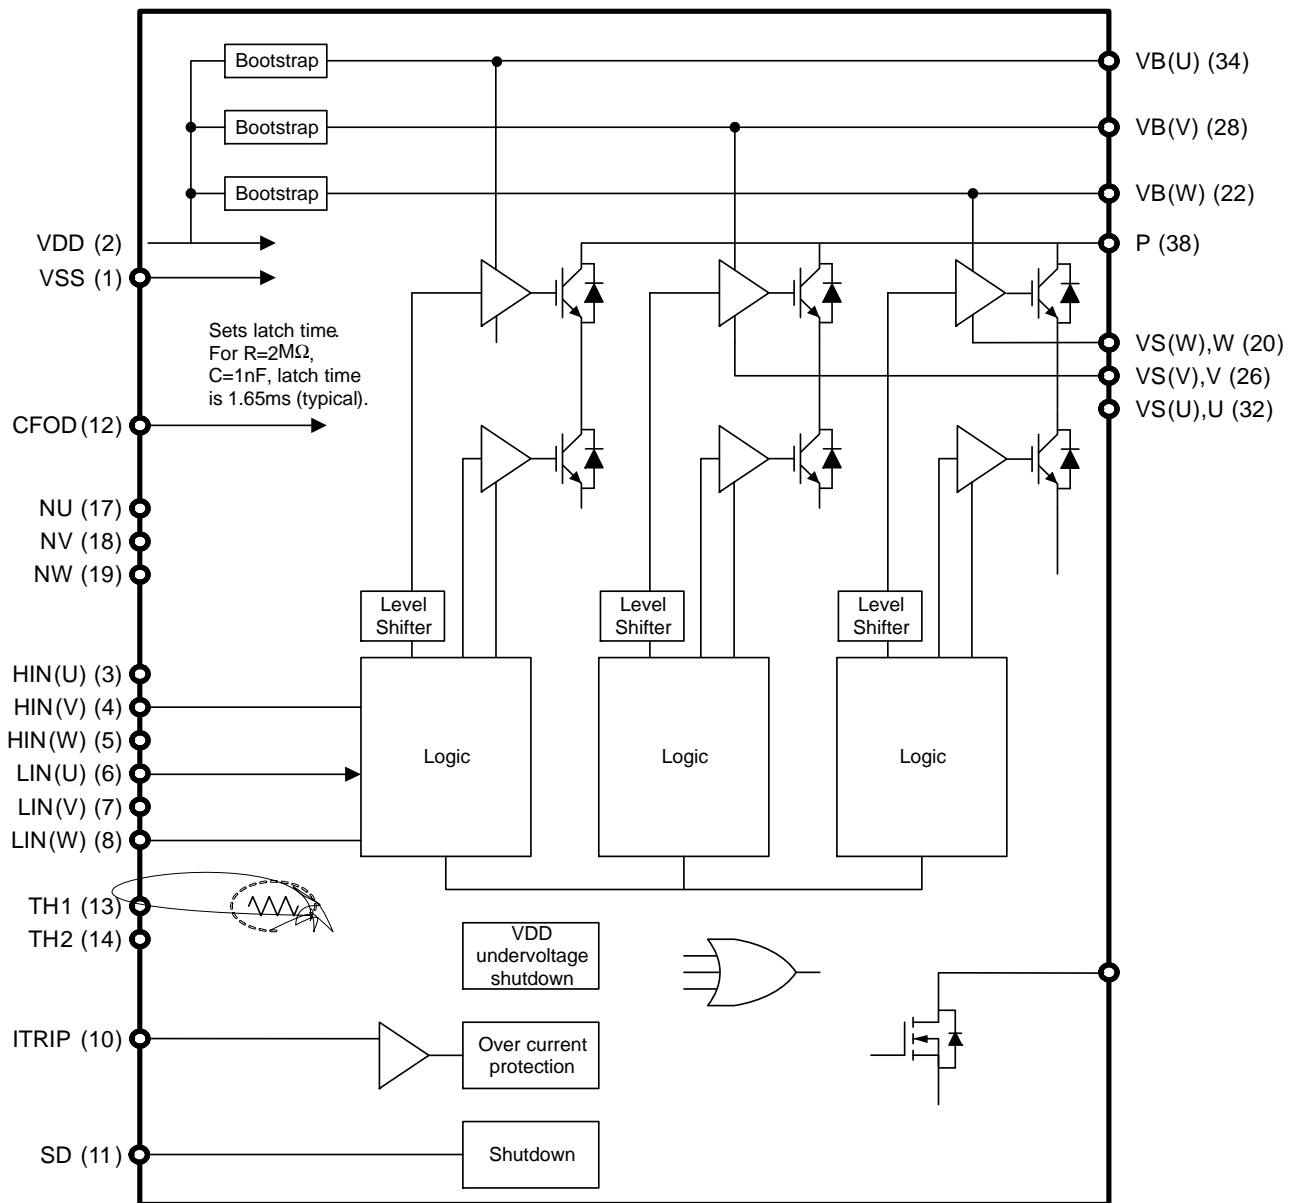 Bootstrap
VB(U) (34)
Bootstrap
VB(V) (28)
Bootstrap
VB(W) (22)
VDD (2)
P (38)
VSS (1)
Sets latch time.
For R=2MΩ,
C=1nF, latch time
is 1.65ms (typical).
VS(W),W (20)
VS(V),V (26)
VS(U),U (32)
CFOD (12)
NU (17)
NV (18)
NW (19)
Level
Shifter
Level
Shifter
Level
Shifter
HIN(U) (3)
HIN(V) (4)
HIN(W) (5)
LIN(U) (6)
LIN(V) (7)
LIN(W) (8)
Logic
Logic
Logic
TH1 (13)
TH2 (14)
VDD
undervoltage
shutdown
ITRIP (10)
Over current
protection
SD (11)
Shutdown